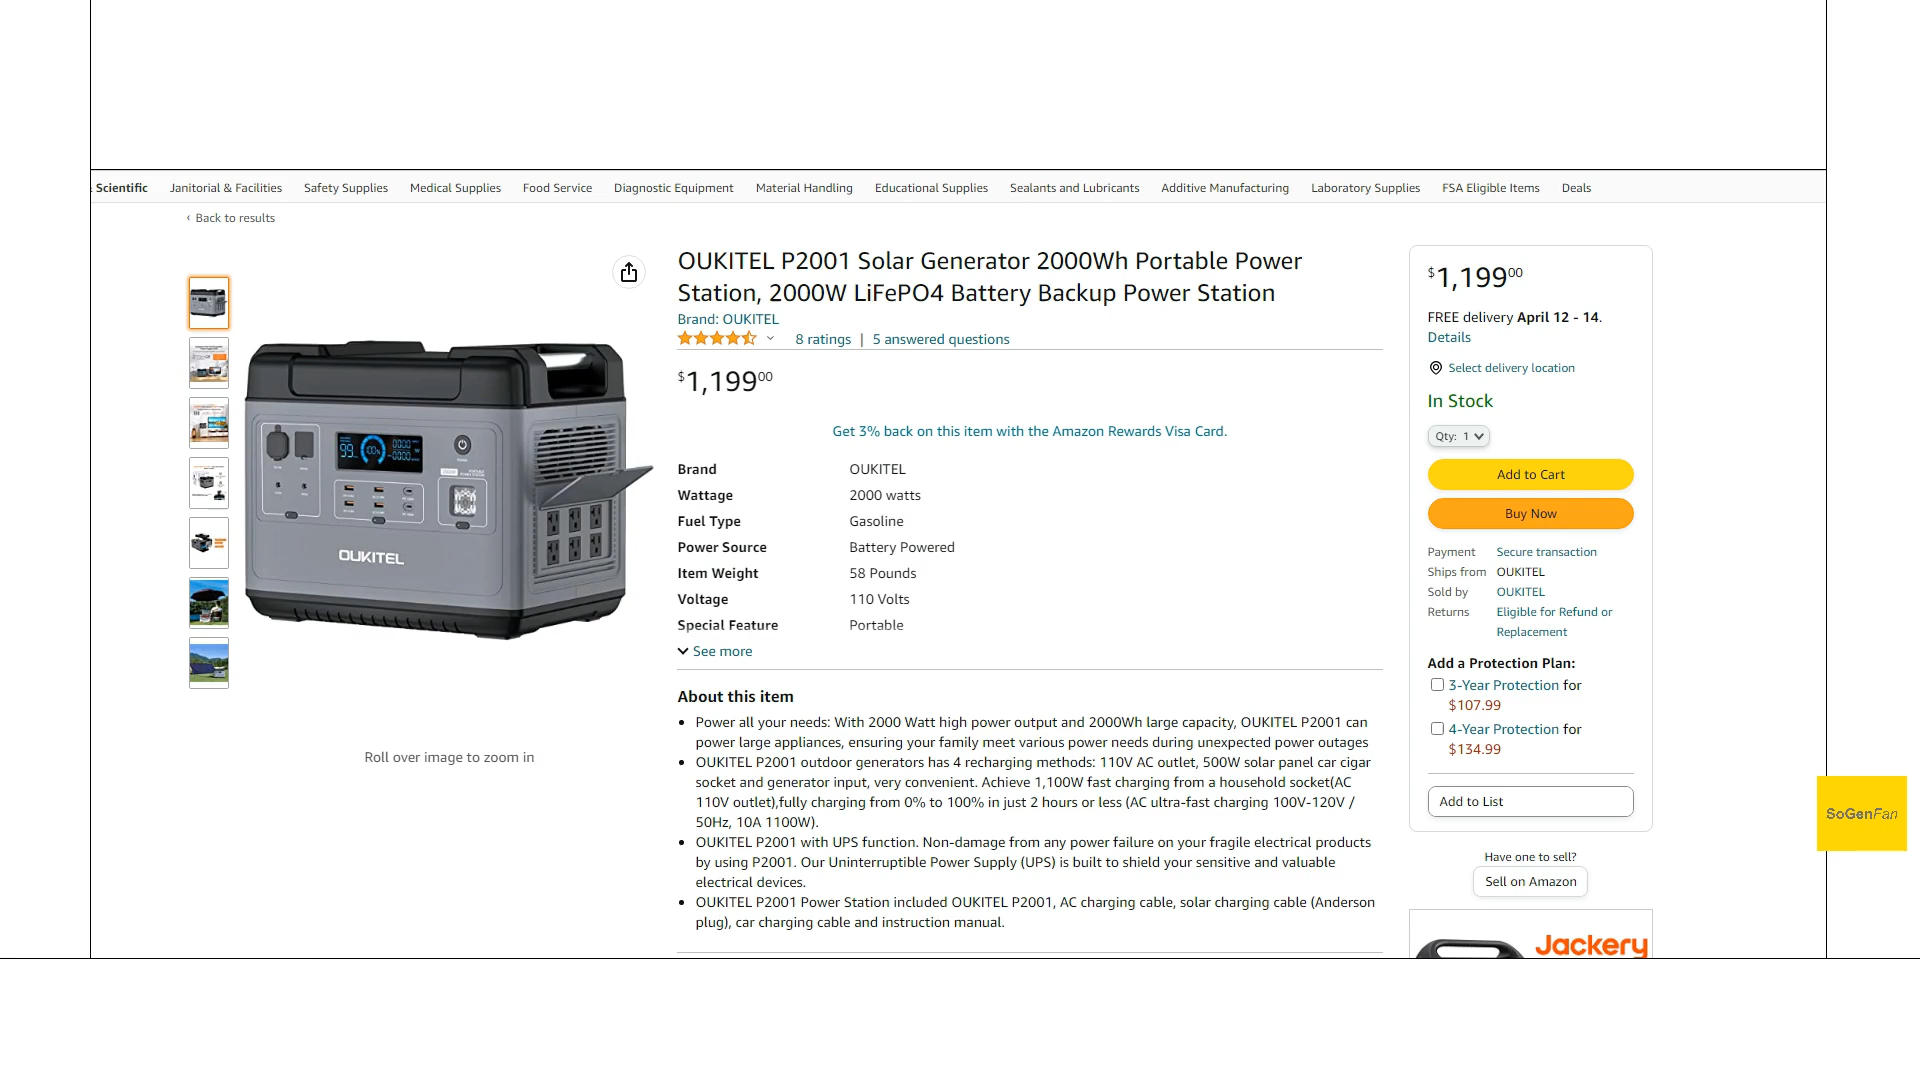 Scientific Janitorial & Facilities Safety Supplies Medical Supplies Food Service Diagnostic Equipment Material Handling Educational Supplies Sealants and Lubricants Additive Manufacturing Laboratory Supplies FSA Eligible Items Deals
‹ Back to results
OUKITEL P2001 Solar Generator 2000Wh Portable Power
Station, 2000W LiFePO4 Battery Backup Power Station
Brand: OUKITEL
8 ratings | 5 answered questions
$1,19900
Get 3% back on this item with the Amazon Rewards Visa Card.
Brand OUKITEL
Wattage 2000 watts
Fuel Type Gasoline
Power Source Battery Powered
Item Weight 58 Pounds
Voltage 110 Volts
Special Feature Portable
See more
About this item
• Power all your needs: With 2000 Watt high power output and 2000Wh large capacity, OUKITEL P2001 can
power large appliances, ensuring your family meet various power needs during unexpected power outages
• OUKITEL P2001 outdoor generators has 4 recharging methods: 110V AC outlet, 500W solar panel car cigar
socket and generator input, very convenient. Achieve 1,100W fast charging from a household socket(AC
110V outlet),fully charging from 0% to 100% in just 2 hours or less (AC ultra-fast charging 100V-120V /
50Hz, 10A 1100W).
• OUKITEL P2001 with UPS function. Non-damage from any power failure on your fragile electrical products
by using P2001. Our Uninterruptible Power Supply (UPS) is built to shield your sensitive and valuable
electrical devices.
• OUKITEL P2001 Power Station included OUKITEL P2001, AC charging cable, solar charging cable (Anderson
plug), car charging cable and instruction manual.
99
100%
OUKITEL
Roll over image to zoom in
$1,19900
FREE delivery April 12 - 14.
Details
Select delivery location
In Stock
Qty: 1
Add to Cart
Buy Now
Payment Secure transaction
Ships from OUKITEL
Sold by OUKITEL
Returns Eligible for Refund or
Replacement
Add a Protection Plan:
3-Year Protection for
$107.99
4-Year Protection for
$134.99
Add to List
Have one to sell?
Sell on Amazon
Jackery
SoGenFan